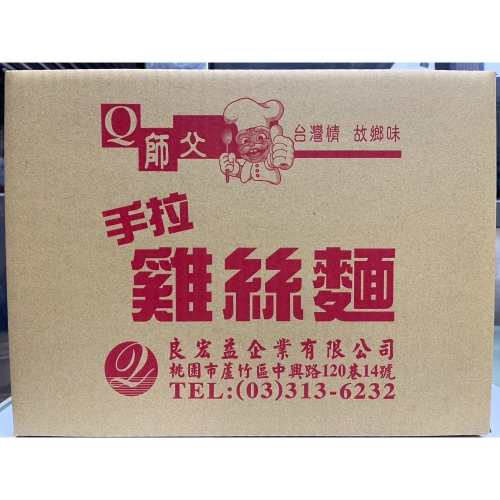 Q師父
台灣情 故鄉味
手拉
雞絲麵
良宏益企業有限公司
桃園市蘆竹區中興路120巷14號
TEL:(03)313-6232